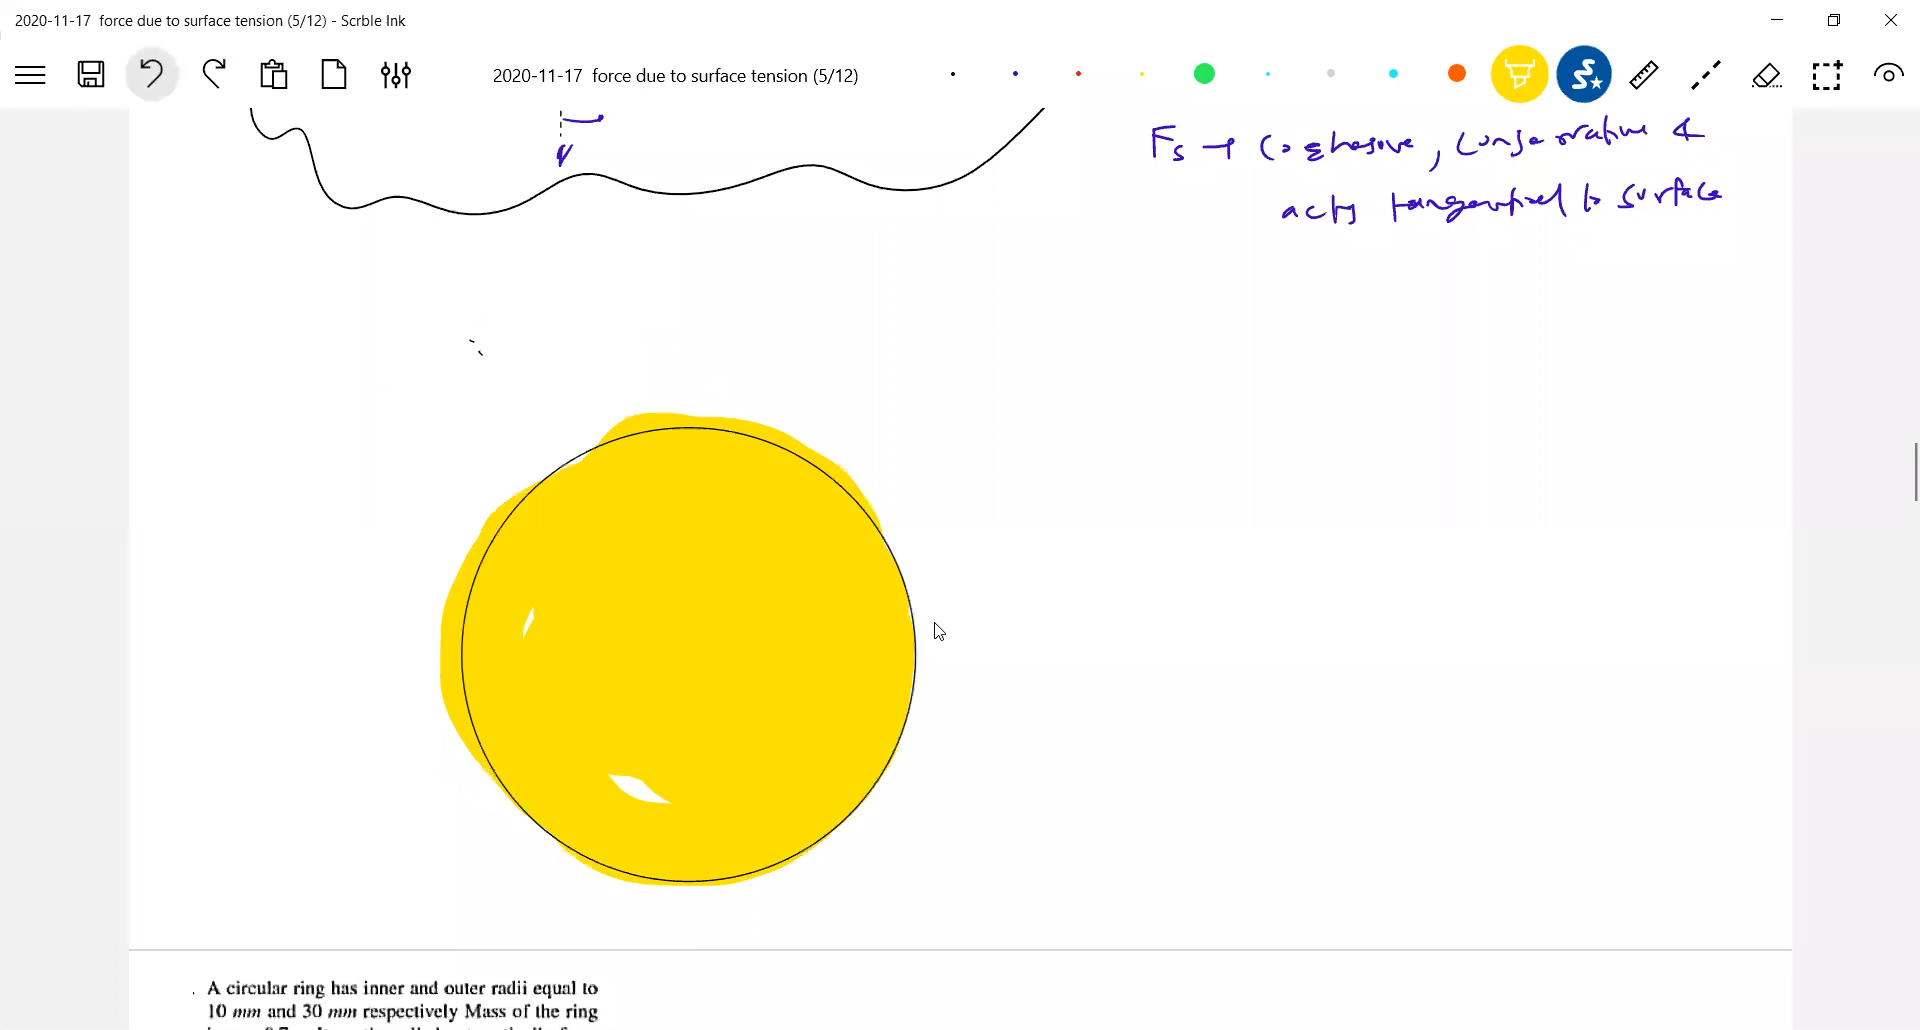 2020-11-17 force due to surface tension (5/12) - Scrble Ink
2020-11-17 force due to surface tension (5/12)
Fs → Cohesive, conservative &
acts tangential to surface
A circular ring has inner and outer radii equal to
10 mm and 30 mm respectively Mass of the ring